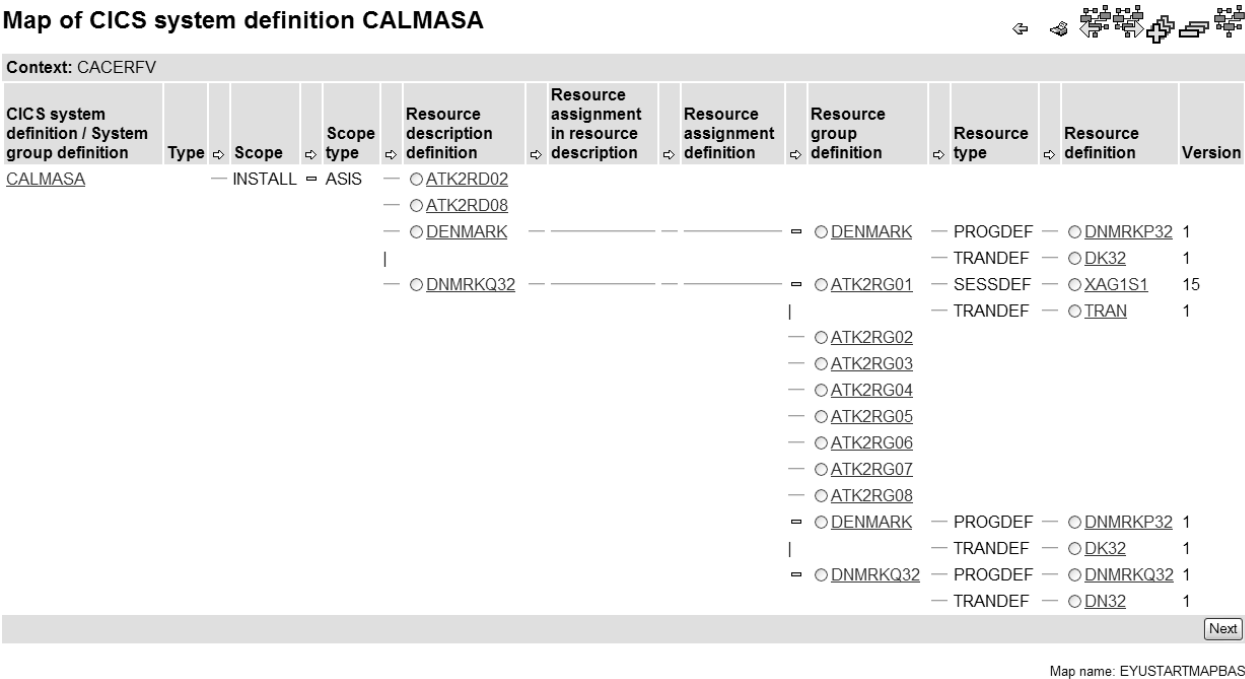 Map of CICS system definition CALMASA
Context: CACERFV
CICS system definition / System group definition Type Scope Scope type Resource description definition Resource assignment in resource description Resource assignment definition Resource group definition Resource type Resource definition Version
CALMASA INSTALL ASIS ATK2RD02
ATK2RD08
DENMARK DENMARK PROGDEF DNMRKP32 1
TRANDEF DK32 1
DNMRKQ32 ATK2RG01 SESSDEF XAG1S1 15
TRANDEF TRAN 1
ATK2RG02
ATK2RG03
ATK2RG04
ATK2RG05
ATK2RG06
ATK2RG07
ATK2RG08
DENMARK PROGDEF DNMRKP32 1
TRANDEF DK32 1
DNMRKQ32 PROGDEF DNMRKQ32 1
TRANDEF DN32 1
Next
Map name: EYUSTARTMAPBAS